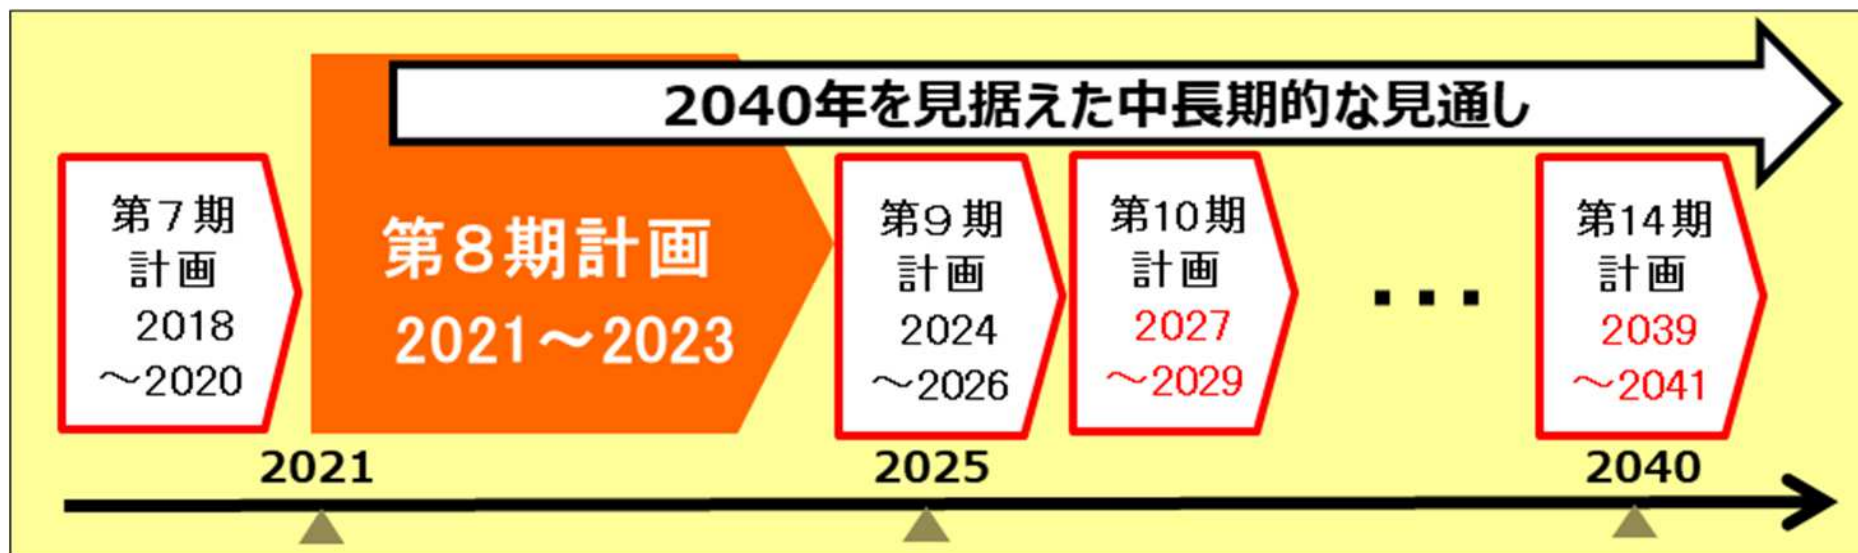 2040年を見据えた中長期的な見通し
第７期
計画
2018
～2020
第８期計画
2021～2023
第９期
計画
2024
～2026
第10期
計画
2027
～2029
・・・
第14期
計画
2039
～2041
2021
2025
2040